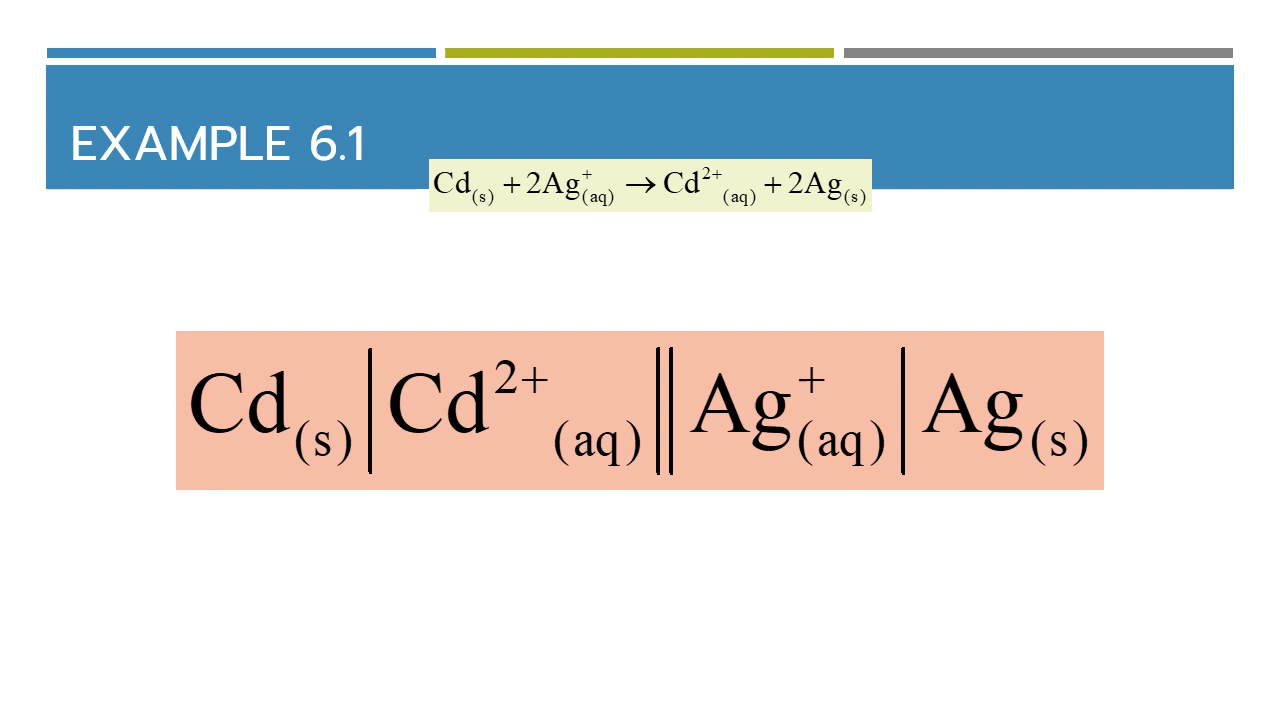 EXAMPLE 6.1
Cd(s) + 2Ag⁺(aq) → Cd²⁺(aq) + 2Ag(s)
Cd(s) | Cd²⁺(aq) || Ag⁺(aq) | Ag(s)